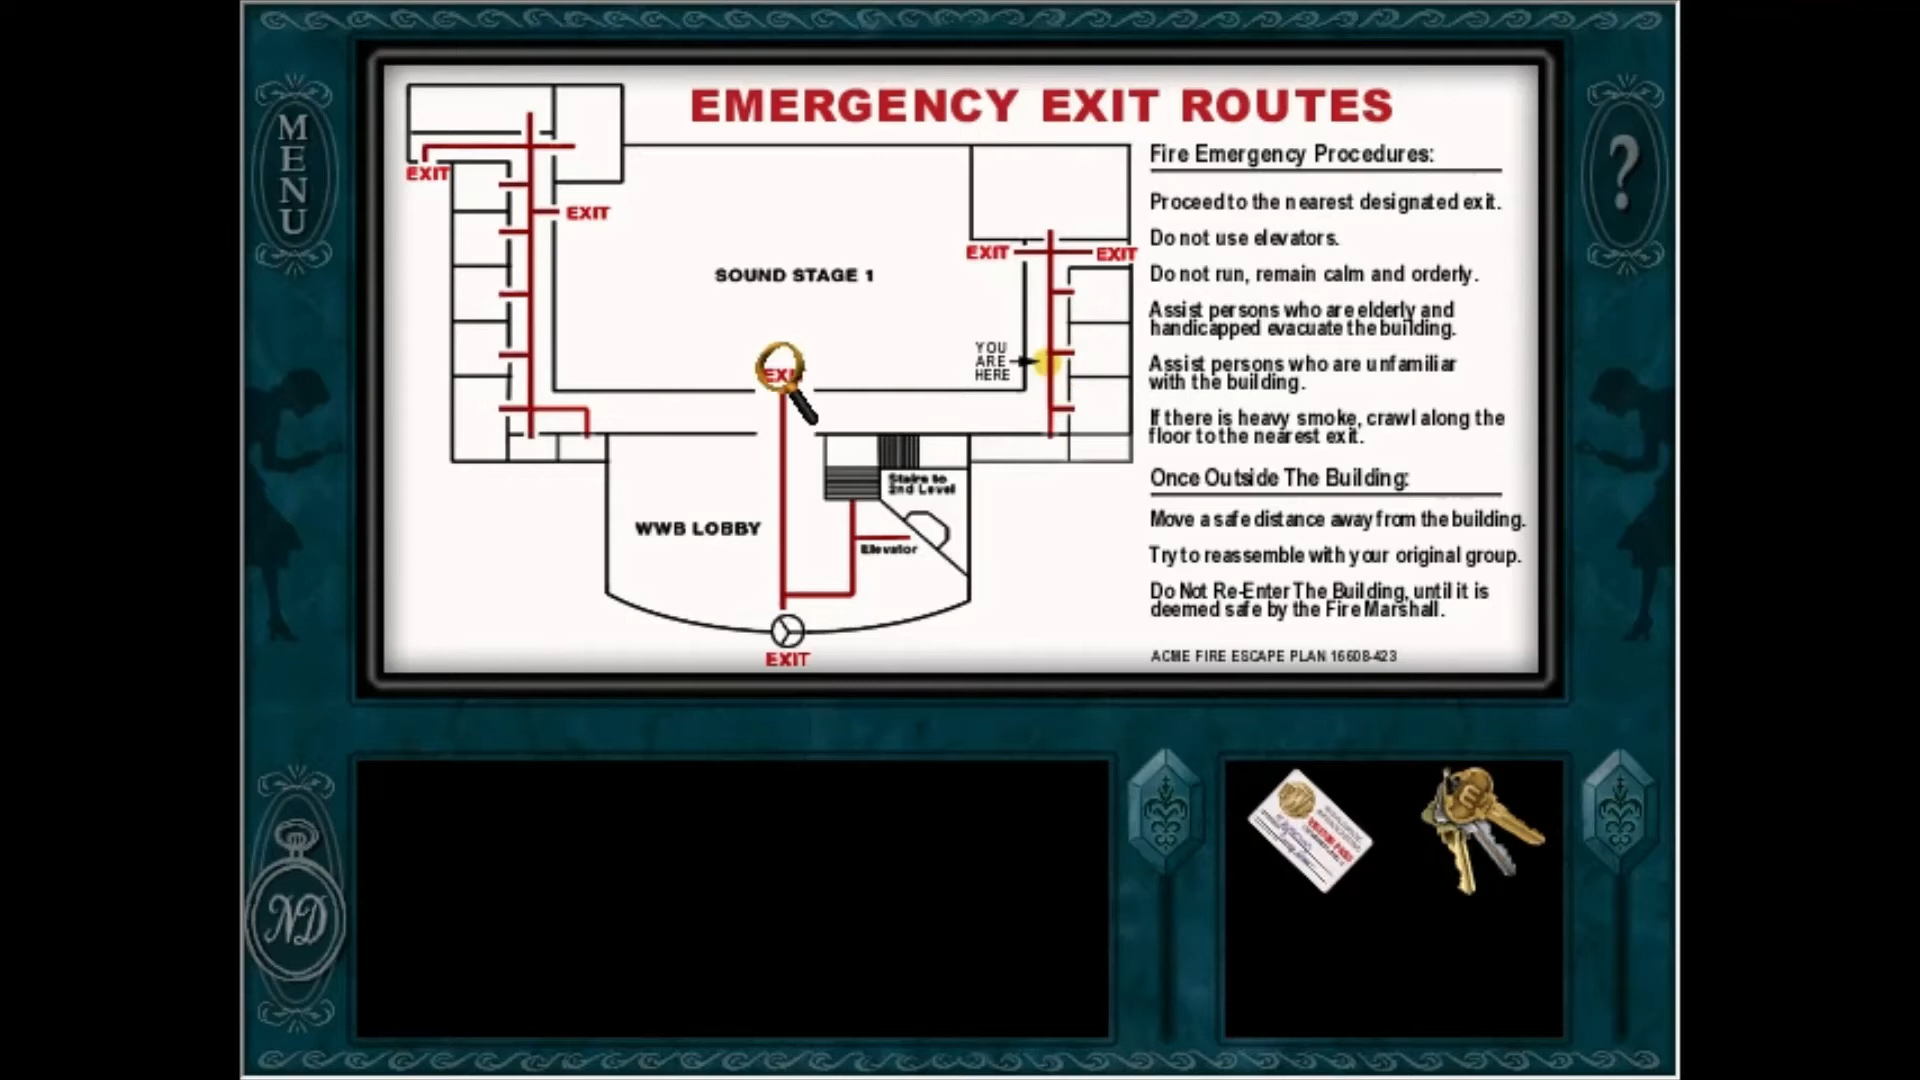 MENU
?
EMERGENCY EXIT ROUTES
EXIT
EXIT
SOUND STAGE 1
EXIT
EXIT
YOU
ARE
HERE
Stairs to
2nd Level
WWB LOBBY
Elevator
EXIT
Fire Emergency Procedures:
Proceed to the nearest designated exit.
Do not use elevators.
Do not run, remain calm and orderly.
Assist persons who are elderly and
handicapped evacuate the building.
Assist persons who are unfamiliar
with the building.
If there is heavy smoke, crawl along the
floor to the nearest exit.
Once Outside The Building:
Move a safe distance away from the building.
Try to reassemble with your original group.
Do Not Re-Enter The Building, until it is
deemed safe by the Fire Marshall.
ACME FIRE ESCAPE PLAN 16608-423
ND